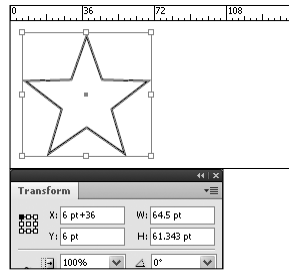 0 36 72 108
Transform
X: 6 pt+36 W: 64.5 pt
Y: 6 pt H: 61.343 pt
100% 0°